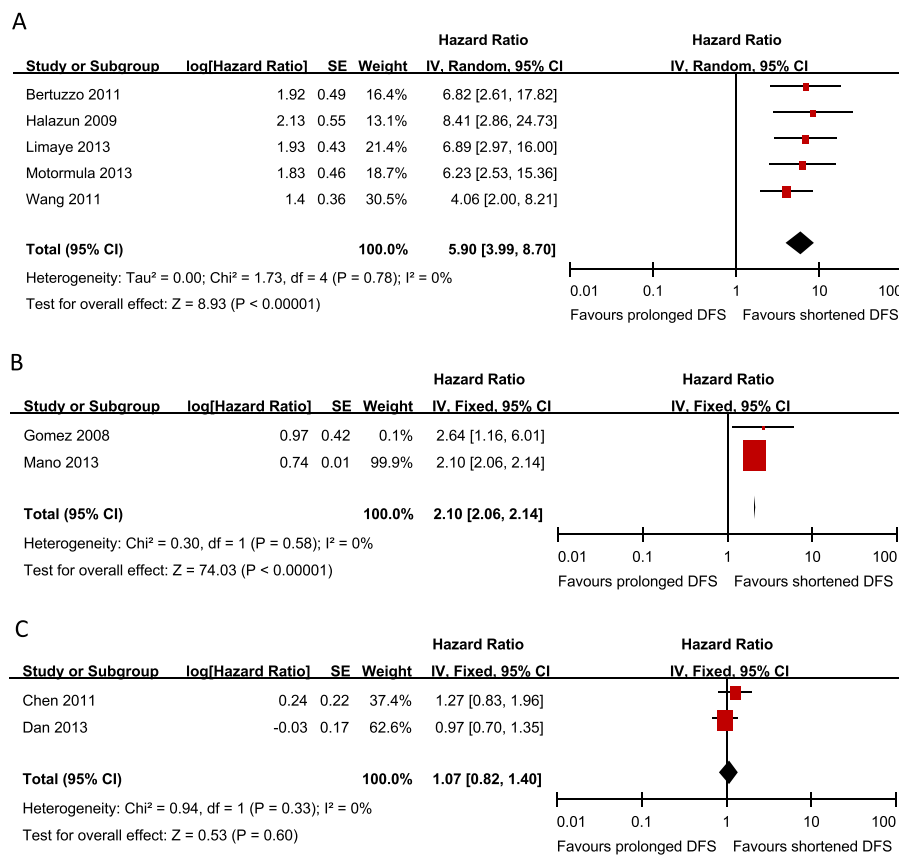 A
Hazard Ratio Hazard Ratio
Study or Subgroup log[Hazard Ratio] SE Weight IV, Random, 95% CI IV, Random, 95% CI
Bertuzzo 2011 1.92 0.49 16.4% 6.82 [2.61, 17.82]
Halazun 2009 2.13 0.55 13.1% 8.41 [2.86, 24.73]
Limaye 2013 1.93 0.43 21.4% 6.89 [2.97, 16.00]
Motormula 2013 1.83 0.46 18.7% 6.23 [2.53, 15.36]
Wang 2011 1.4 0.36 30.5% 4.06 [2.00, 8.21]
Total (95% CI) 100.0% 5.90 [3.99, 8.70]
Heterogeneity: Tau² = 0.00; Chi² = 1.73, df = 4 (P = 0.78); I² = 0%
Test for overall effect: Z = 8.93 (P < 0.00001)
0.01 0.1 1 10 100
Favours prolonged DFS Favours shortened DFS
B
Hazard Ratio Hazard Ratio
Study or Subgroup log[Hazard Ratio] SE Weight IV, Fixed, 95% CI IV, Fixed, 95% CI
Gomez 2008 0.97 0.42 0.1% 2.64 [1.16, 6.01]
Mano 2013 0.74 0.01 99.9% 2.10 [2.06, 2.14]
Total (95% CI) 100.0% 2.10 [2.06, 2.14]
Heterogeneity: Chi² = 0.30, df = 1 (P = 0.58); I² = 0%
Test for overall effect: Z = 74.03 (P < 0.00001)
0.01 0.1 1 10 100
Favours prolonged DFS Favours shortened DFS
C
Hazard Ratio Hazard Ratio
Study or Subgroup log[Hazard Ratio] SE Weight IV, Fixed, 95% CI IV, Fixed, 95% CI
Chen 2011 0.24 0.22 37.4% 1.27 [0.83, 1.96]
Dan 2013 -0.03 0.17 62.6% 0.97 [0.70, 1.35]
Total (95% CI) 100.0% 1.07 [0.82, 1.40]
Heterogeneity: Chi² = 0.94, df = 1 (P = 0.33); I² = 0%
Test for overall effect: Z = 0.53 (P = 0.60)
0.01 0.1 1 10 100
Favours prolonged DFS Favours shortened DFS